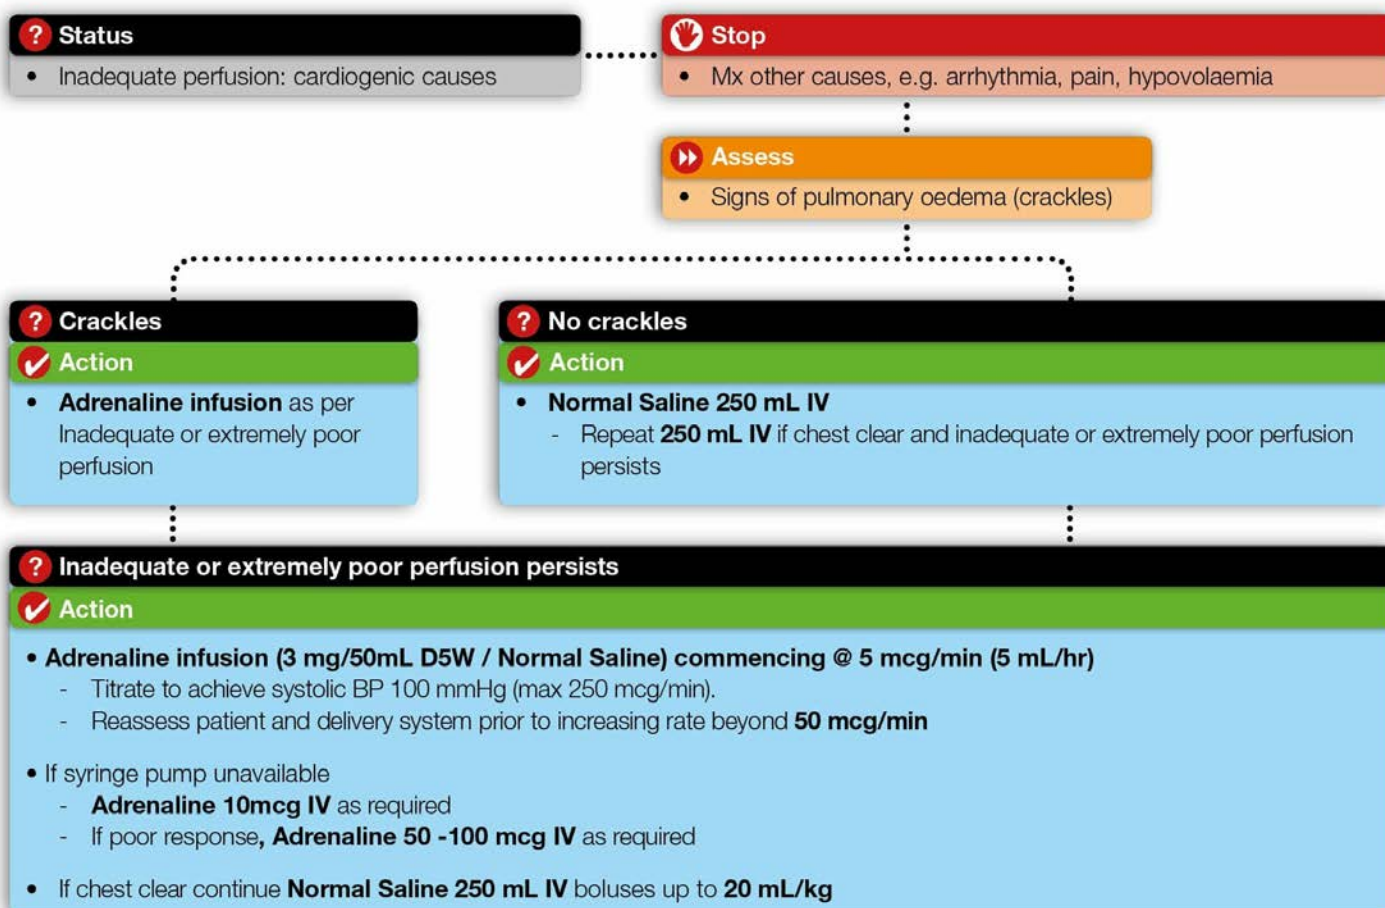 Status
• Inadequate perfusion: cardiogenic causes
Stop
• Mx other causes, e.g. arrhythmia, pain, hypovolaemia
Assess
• Signs of pulmonary oedema (crackles)
? Crackles
Action
• Adrenaline infusion as per
Inadequate or extremely poor
perfusion
? No crackles
Action
• Normal Saline 250 mL IV
- Repeat 250 mL IV if chest clear and inadequate or extremely poor perfusion
persists
? Inadequate or extremely poor perfusion persists
Action
• Adrenaline infusion (3 mg/50mL D5W / Normal Saline) commencing @ 5 mcg/min (5 mL/hr)
- Titrate to achieve systolic BP 100 mmHg (max 250 mcg/min).
- Reassess patient and delivery system prior to increasing rate beyond 50 mcg/min
• If syringe pump unavailable
- Adrenaline 10mcg IV as required
- If poor response, Adrenaline 50 -100 mcg IV as required
• If chest clear continue Normal Saline 250 mL IV boluses up to 20 mL/kg